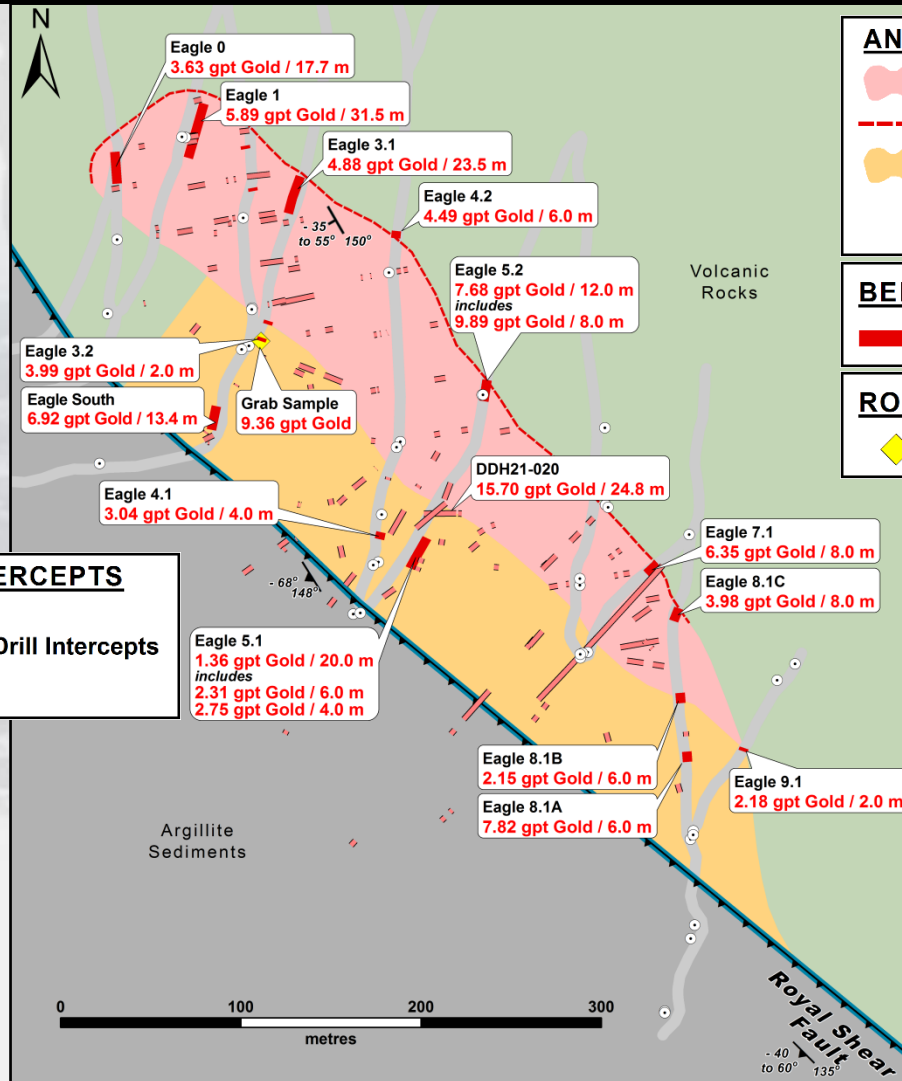 N
Eagle 0
3.63 gpt Gold / 17.7 m
Eagle 1
5.89 gpt Gold / 31.5 m
Eagle 3.1
4.88 gpt Gold / 23.5 m
Eagle 4.2
4.49 gpt Gold / 6.0 m
- 35
to 55° 150°
Eagle 5.2
7.68 gpt Gold / 12.0 m
includes
9.89 gpt Gold / 8.0 m
Volcanic
Rocks
AN
BE
RO
Eagle 3.2
3.99 gpt Gold / 2.0 m
Eagle South
6.92 gpt Gold / 13.4 m
Grab Sample
9.36 gpt Gold
DDH21-020
15.70 gpt Gold / 24.8 m
Eagle 4.1
3.04 gpt Gold / 4.0 m
Eagle 7.1
6.35 gpt Gold / 8.0 m
Eagle 8.1C
3.98 gpt Gold / 8.0 m
ERCEPTS
Drill Intercepts
- 68°
148°
Eagle 5.1
1.36 gpt Gold / 20.0 m
includes
2.31 gpt Gold / 6.0 m
2.75 gpt Gold / 4.0 m
Eagle 8.1B
2.15 gpt Gold / 6.0 m
Eagle 8.1A
7.82 gpt Gold / 6.0 m
Eagle 9.1
2.18 gpt Gold / 2.0 m
Argillite
Sediments
0 100 200 300
metres
Royal Shear
Fault
- 40
to 60° 135°